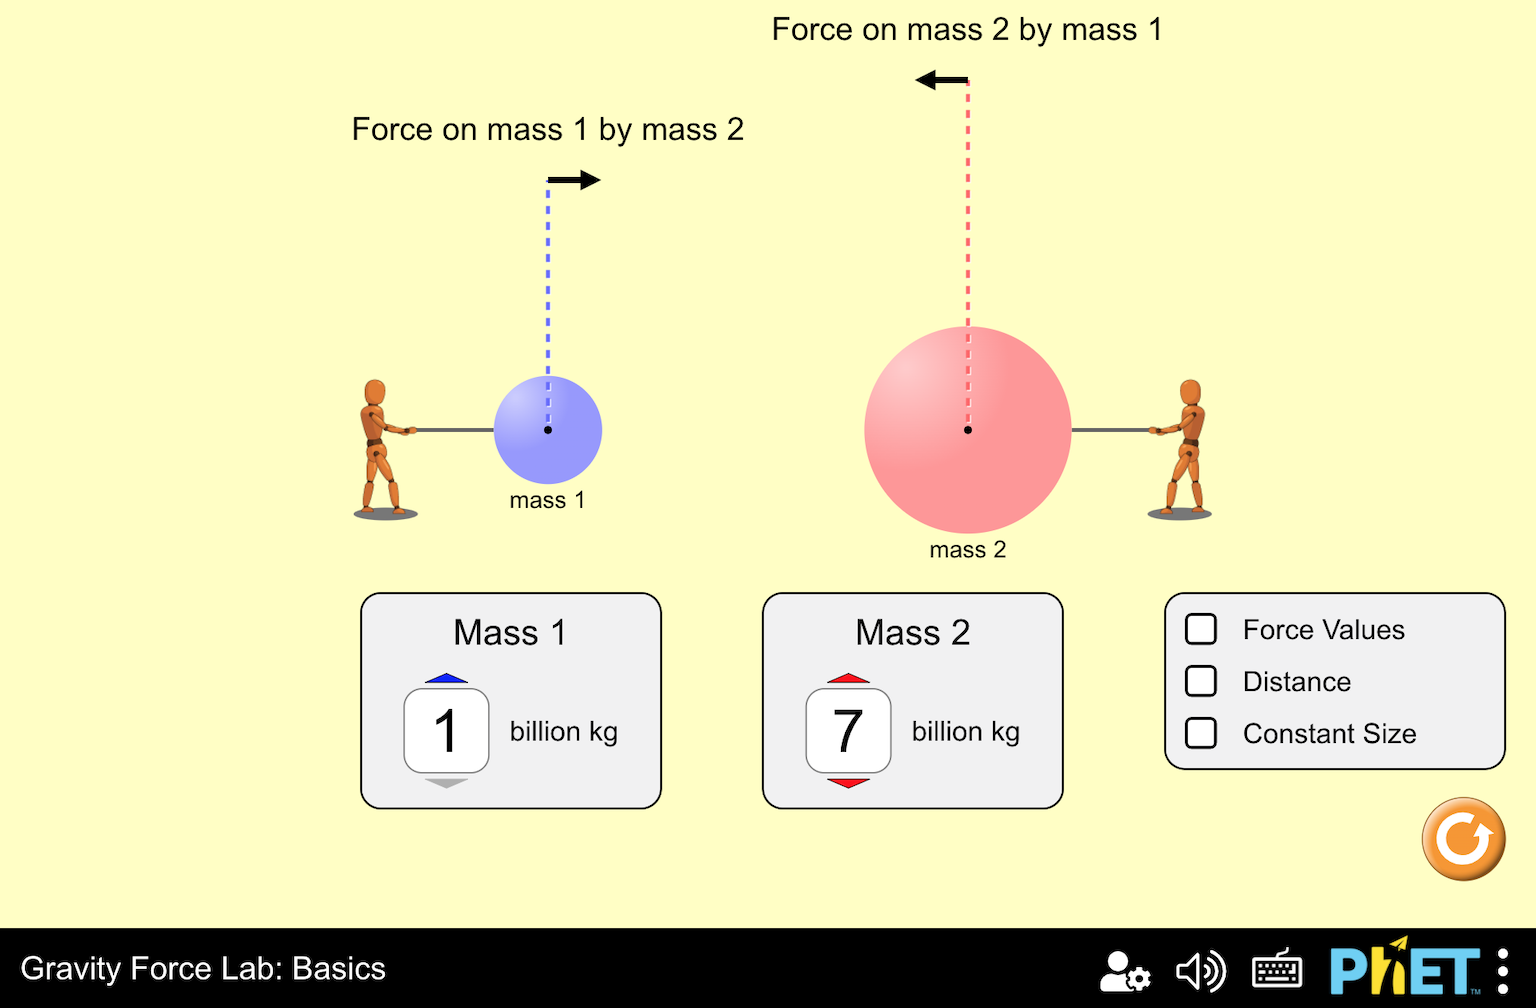 Force on mass 2 by mass 1
Force on mass 1 by mass 2
mass 1
mass 2
Mass 1
1 billion kg
Mass 2
7 billion kg
Force Values
Distance
Constant Size
Gravity Force Lab: Basics
PhET™